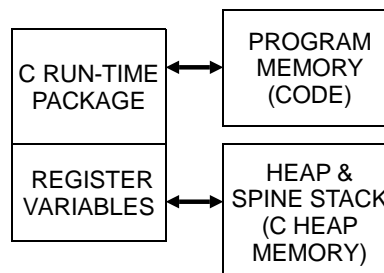 C RUN-TIME
PACKAGE
PROGRAM
MEMORY
(CODE)
REGISTER
VARIABLES
HEAP &
SPINE STACK
(C HEAP
MEMORY)